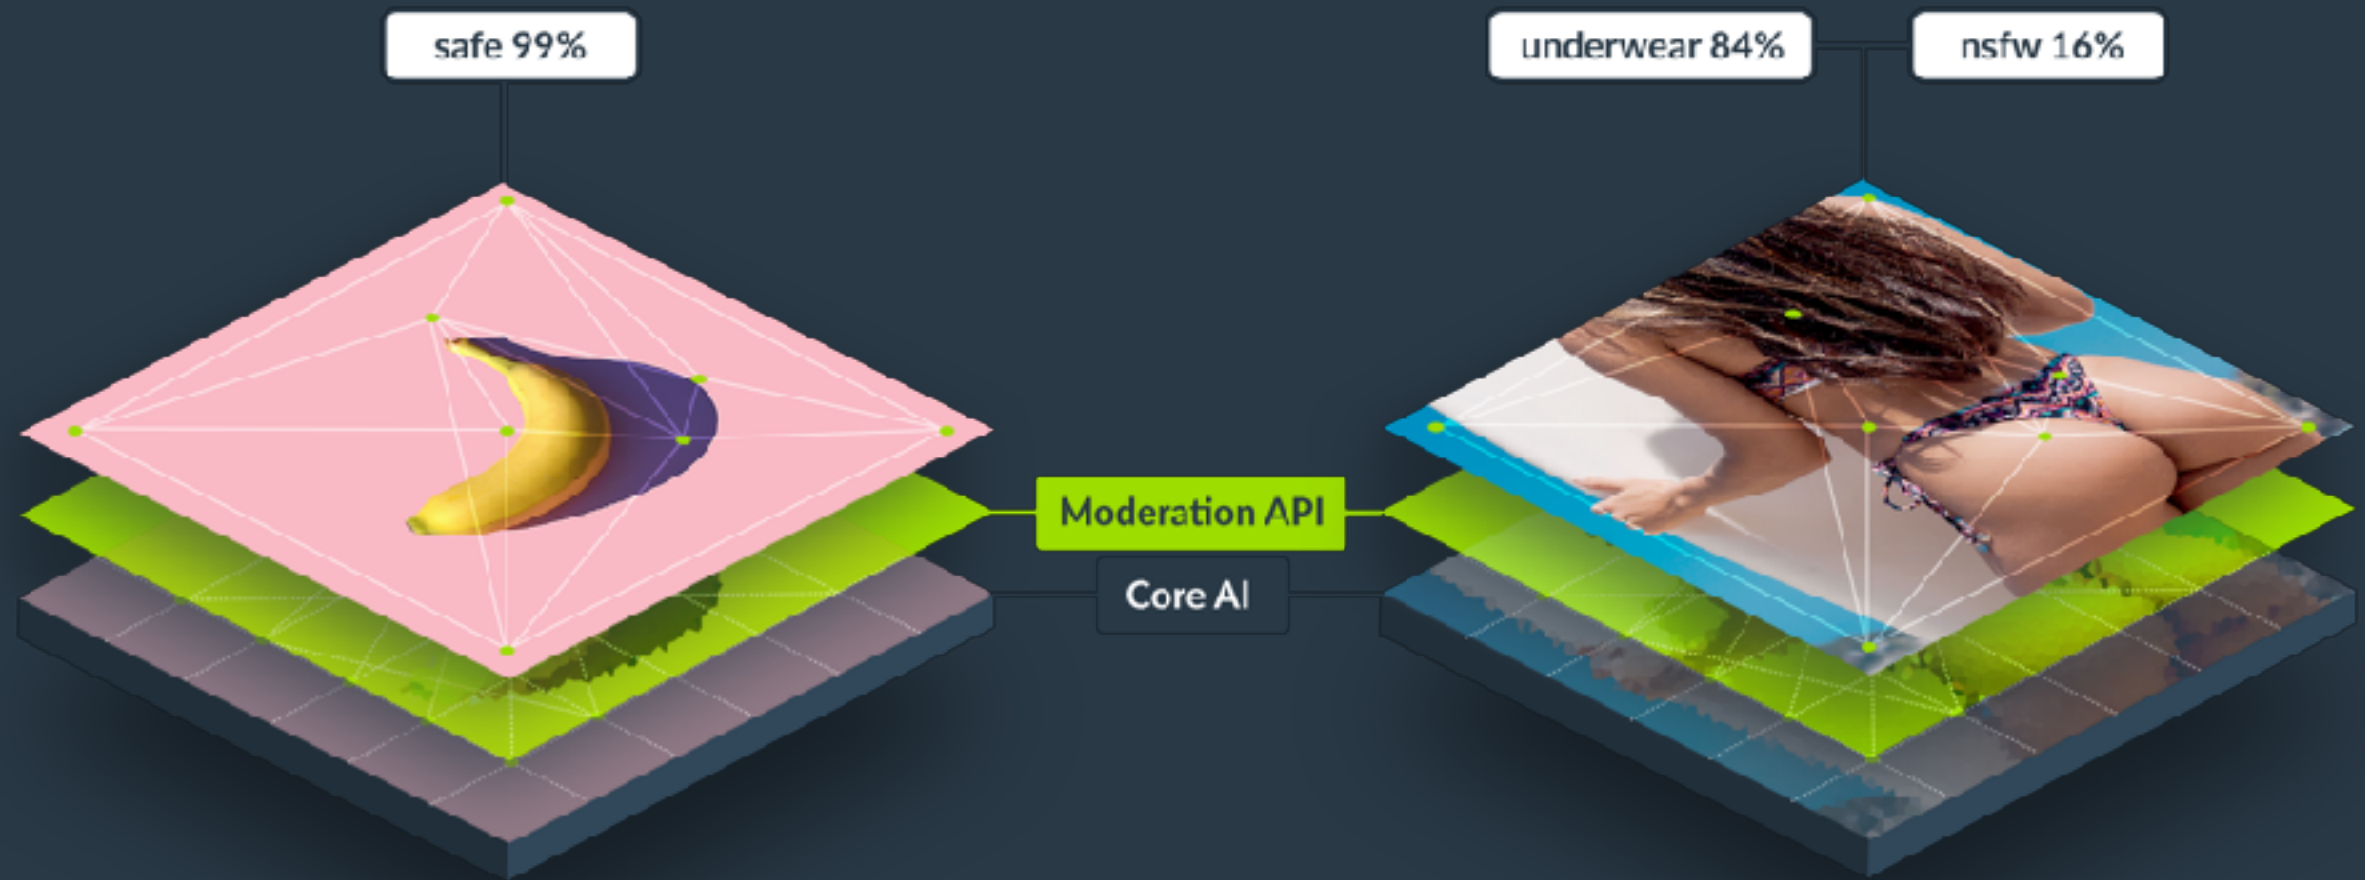 safe 99%
underwear 84%
nsfw 16%
Moderation API
Core AI